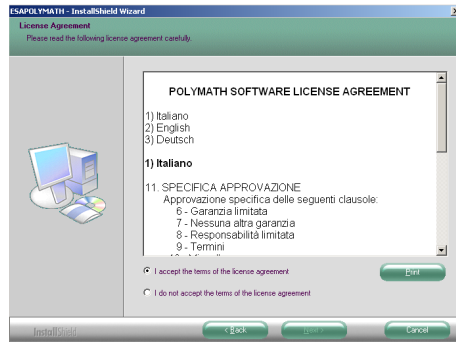 ESAPOLYMATH - InstallShield Wizard
License Agreement
Please read the following license agreement carefully.
POLYMATH SOFTWARE LICENSE AGREEMENT
1) Italiano
2) English
3) Deutsch
1) Italiano
11. SPECIFICA APPROVAZIONE
Approvazione specifica delle seguenti clausole:
6 - Garanzia limitata
7 - Nessuna altra garanzia
8 - Responsabilità limitata
9 - Termini
I accept the terms of the license agreement
Print
I do not accept the terms of the license agreement
InstallShield
< Back
Next >
Cancel